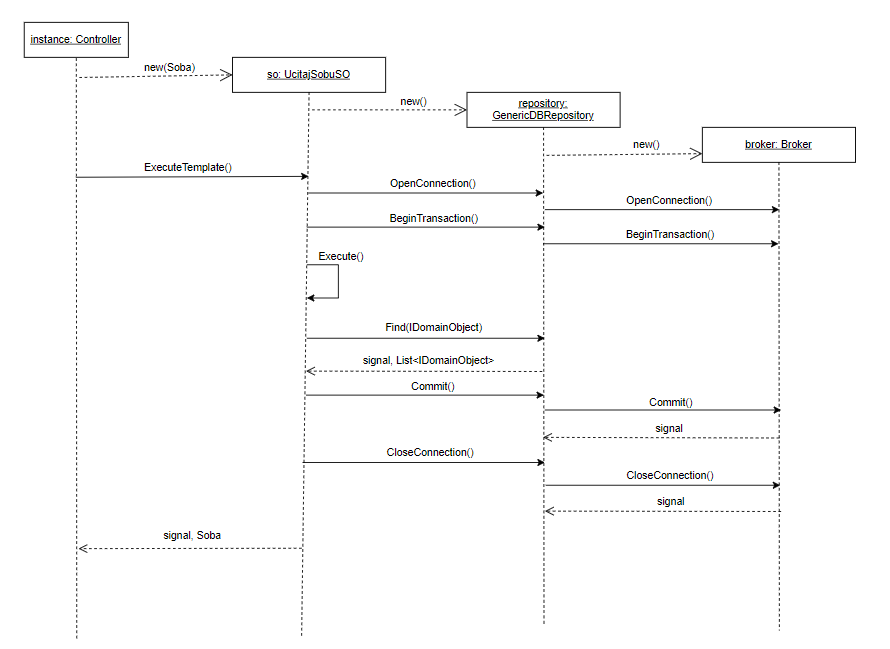 instance: Controller
new(Soba)
so: UcitajSobuSO
new()
repository:
GenericDBRepository
new()
broker: Broker
ExecuteTemplate()
OpenConnection()
OpenConnection()
BeginTransaction()
BeginTransaction()
Execute()
Find(IDomainObject)
signal, List<IDomainObject>
Commit()
Commit()
signal
CloseConnection()
CloseConnection()
signal
signal, Soba